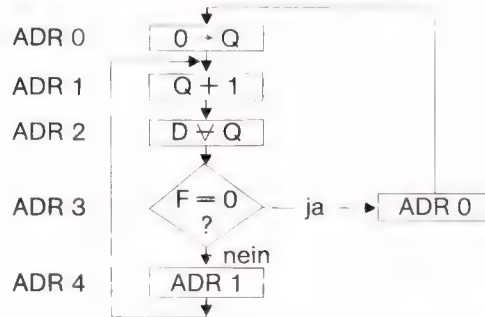 ADR 0 0 → Q
ADR 1 Q + 1
ADR 2 D ⩛ Q
ADR 3 F = 0 ja ADR 0
?
nein
ADR 4 ADR 1